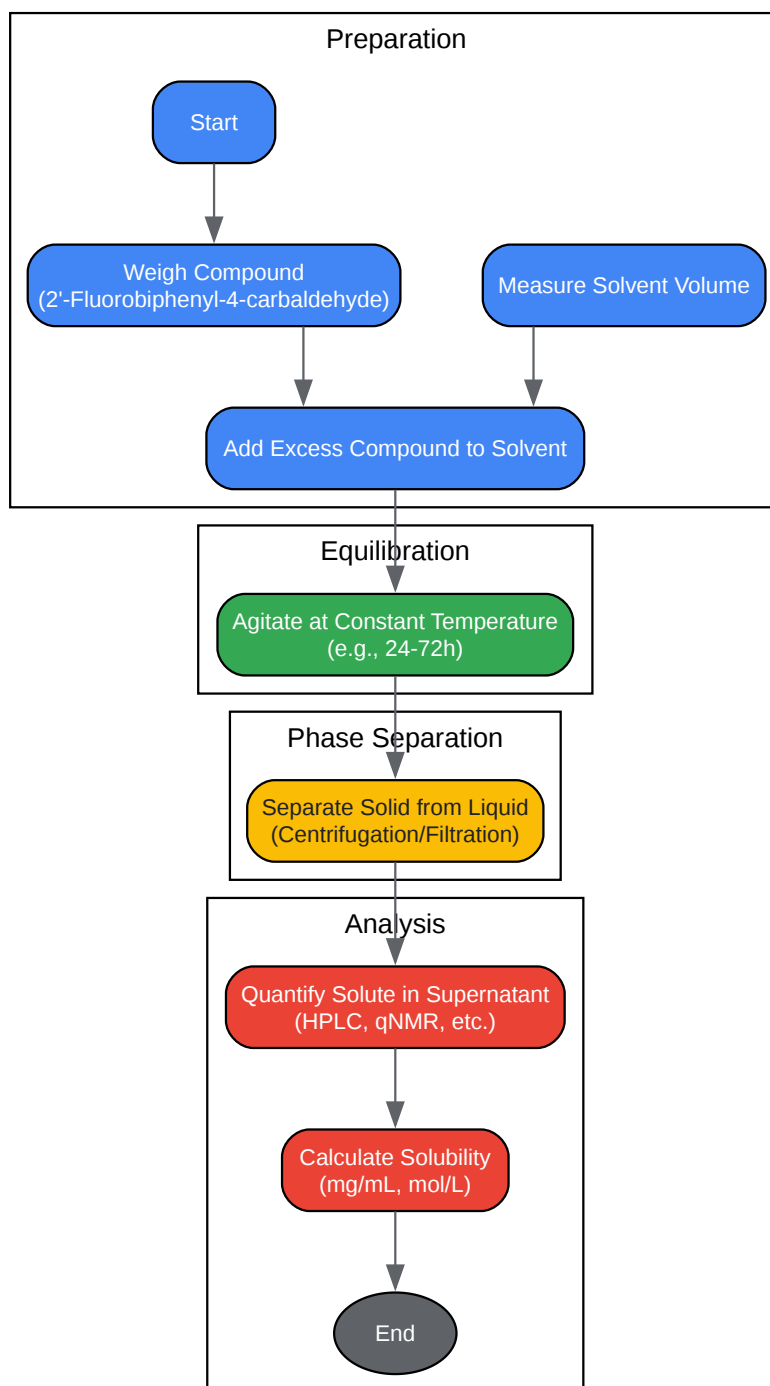 Preparation
Start
Weigh Compound
(2'-Fluorobiphenyl-4-carbaldehyde)
Measure Solvent Volume
Add Excess Compound to Solvent
Equilibration
Agitate at Constant Temperature
(e.g., 24-72h)
Phase Separation
Separate Solid from Liquid
(Centrifugation/Filtration)
Analysis
Quantify Solute in Supernatant
(HPLC, qNMR, etc.)
Calculate Solubility
(mg/mL, mol/L)
End